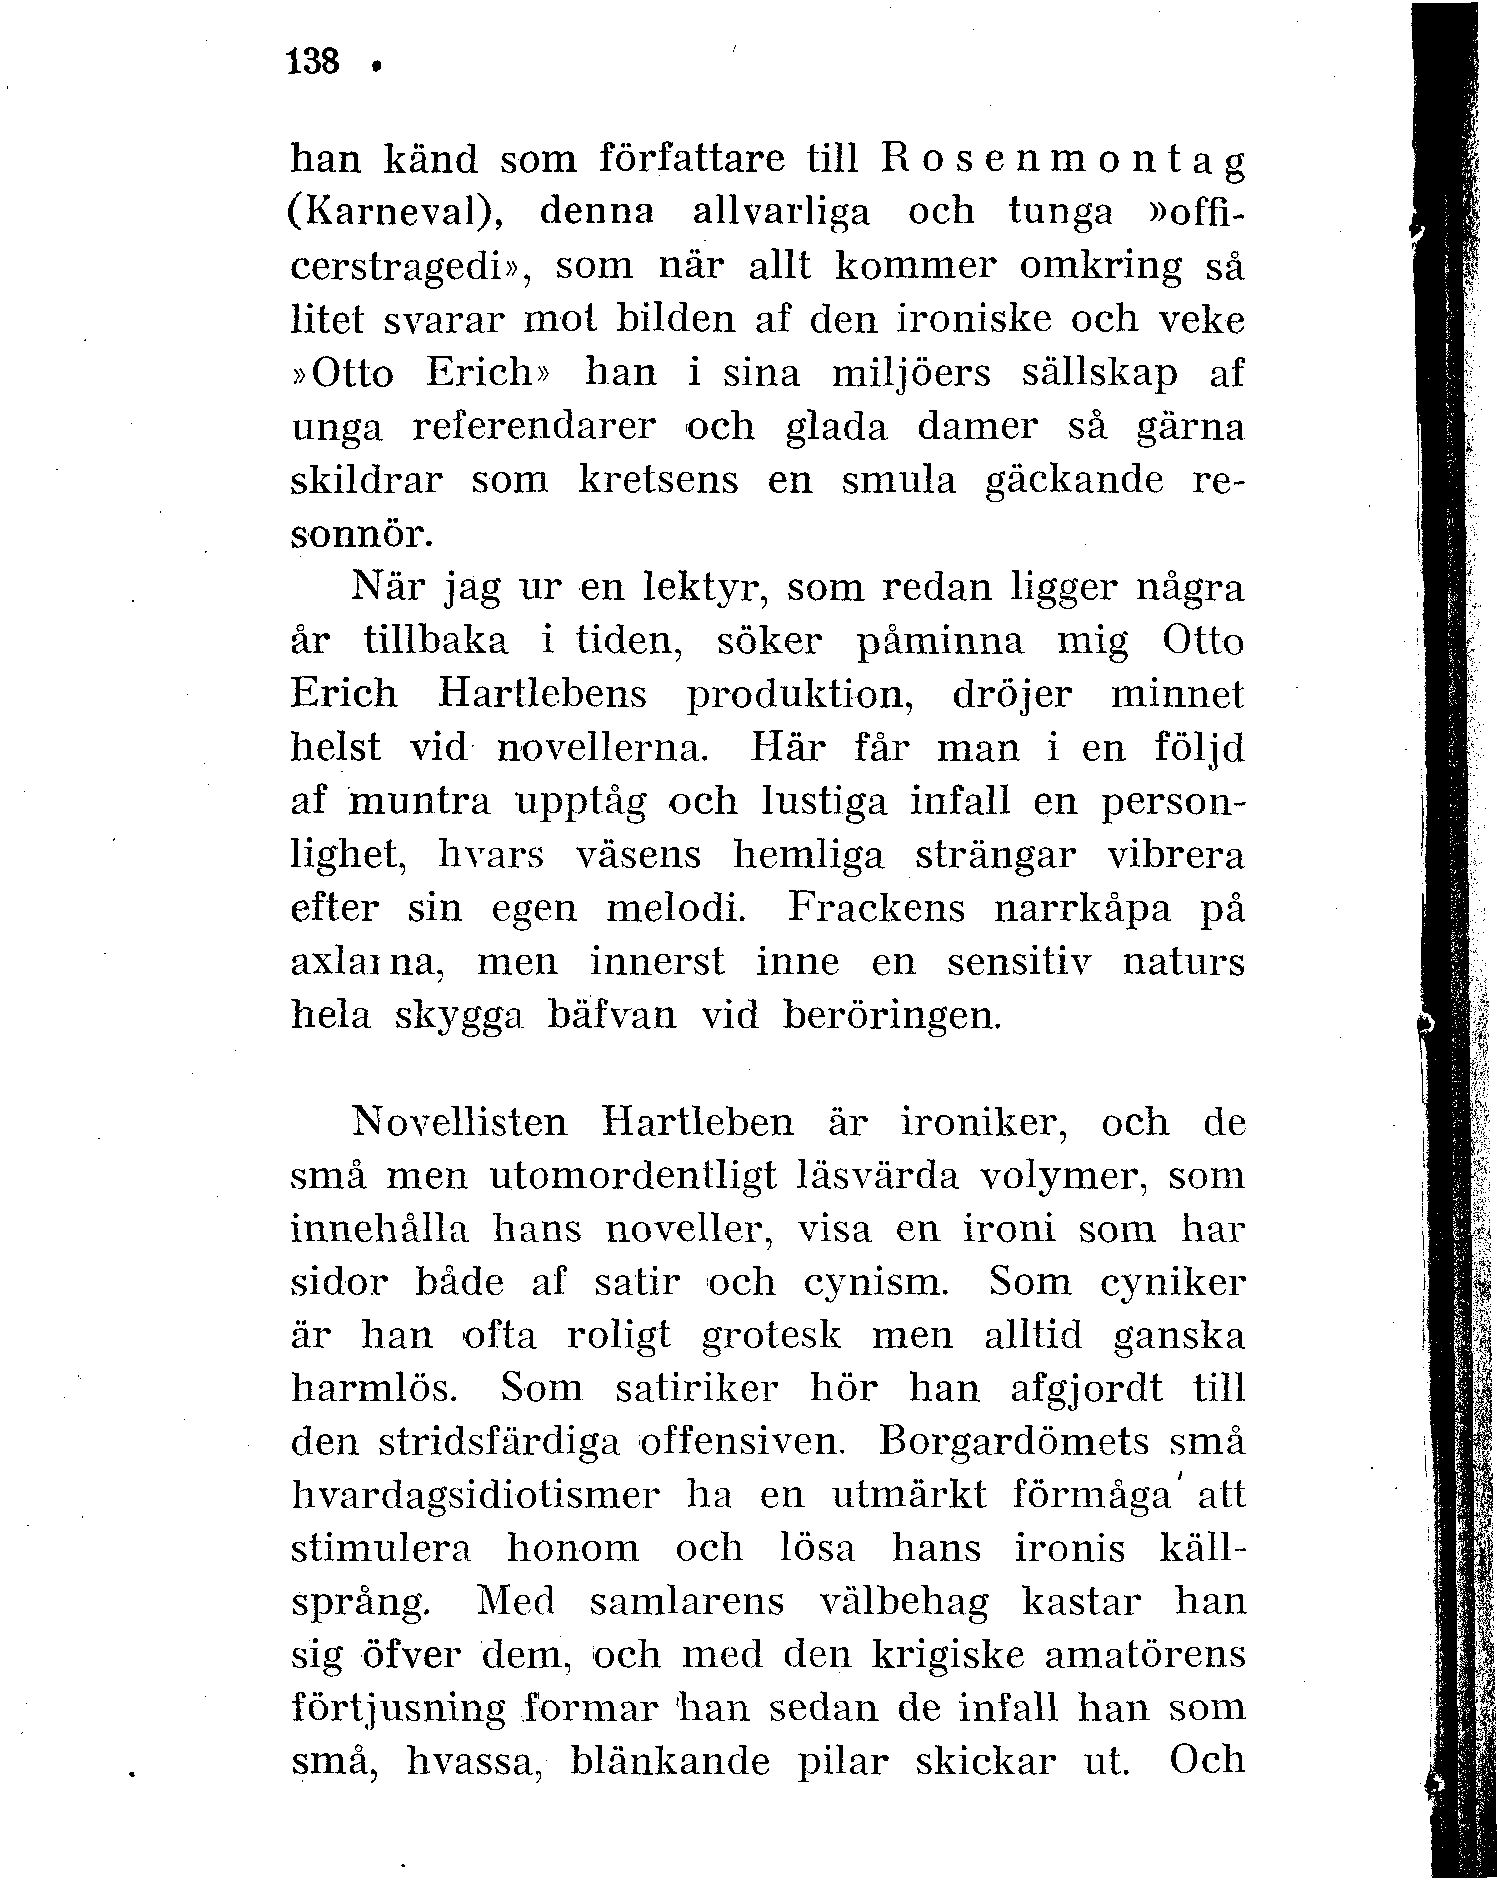 138
han känd som författare till Rosenmontag
(Karneval), denna allvarliga och tunga »offi-
cerstragedi», som när allt kommer omkring så
litet svarar mot bilden af den ironiske och veke
»Otto Erich» han i sina miljöers sällskap af
unga referendarer och glada damer så gärna
skildrar som kretsens en smula gäckande re-
sonnör.
När jag ur en lektyr, som redan ligger några
år tillbaka i tiden, söker påminna mig Otto
Erich Hartlebens produktion, dröjer minnet
helst vid novellerna. Här får man i en följd
af muntra upptåg och lustiga infall en person-
lighet, hvars väsens hemliga strängar vibrera
efter sin egen melodi. Frackens narrkåpa på
axlarna, men innerst inne en sensitiv naturs
hela skygga bäfvan vid beröringen.
Novellisten Hartleben är ironiker, och de
små men utomordentligt läsvärda volymer, som
innehålla hans noveller, visa en ironi som har
sidor både af satir och cynism. Som cyniker
är han ofta roligt grotesk men alltid ganska
harmlös. Som satiriker hör han afgjordt till
den stridsfärdiga offensiven. Borgardömets små
hvardagsidiotismer ha en utmärkt förmåga att
stimulera honom och lösa hans ironis käll-
språng. Med samlarens välbehag kastar han
sig öfver dem, och med den krigiske amatörens
förtjusning formar han sedan de infall han som
små, hvassa, blänkande pilar skickar ut. Och